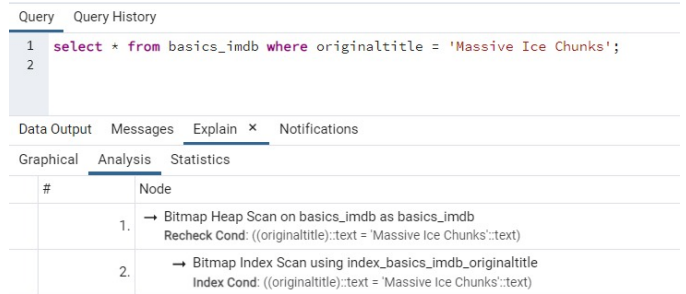 Query Query History
1 select * from basics_imdb where originaltitle = 'Massive Ice Chunks';
2
Data Output Messages Explain × Notifications
Graphical Analysis Statistics
# Node
1. → Bitmap Heap Scan on basics_imdb as basics_imdb
Recheck Cond: ((originaltitle)::text = 'Massive Ice Chunks'::text)
2. → Bitmap Index Scan using index_basics_imdb_originaltitle
Index Cond: ((originaltitle)::text = 'Massive Ice Chunks'::text)